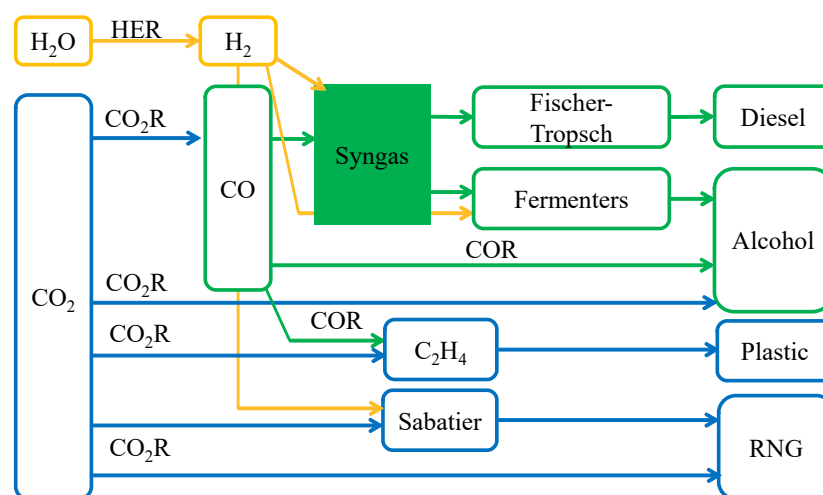 H₂O
HER
H₂
CO₂R
CO
Syngas
Fischer-
Tropsch
Diesel
Fermenters
Alcohol
COR
CO₂
CO₂R
COR
CO₂R
C₂H₄
Plastic
Sabatier
CO₂R
RNG